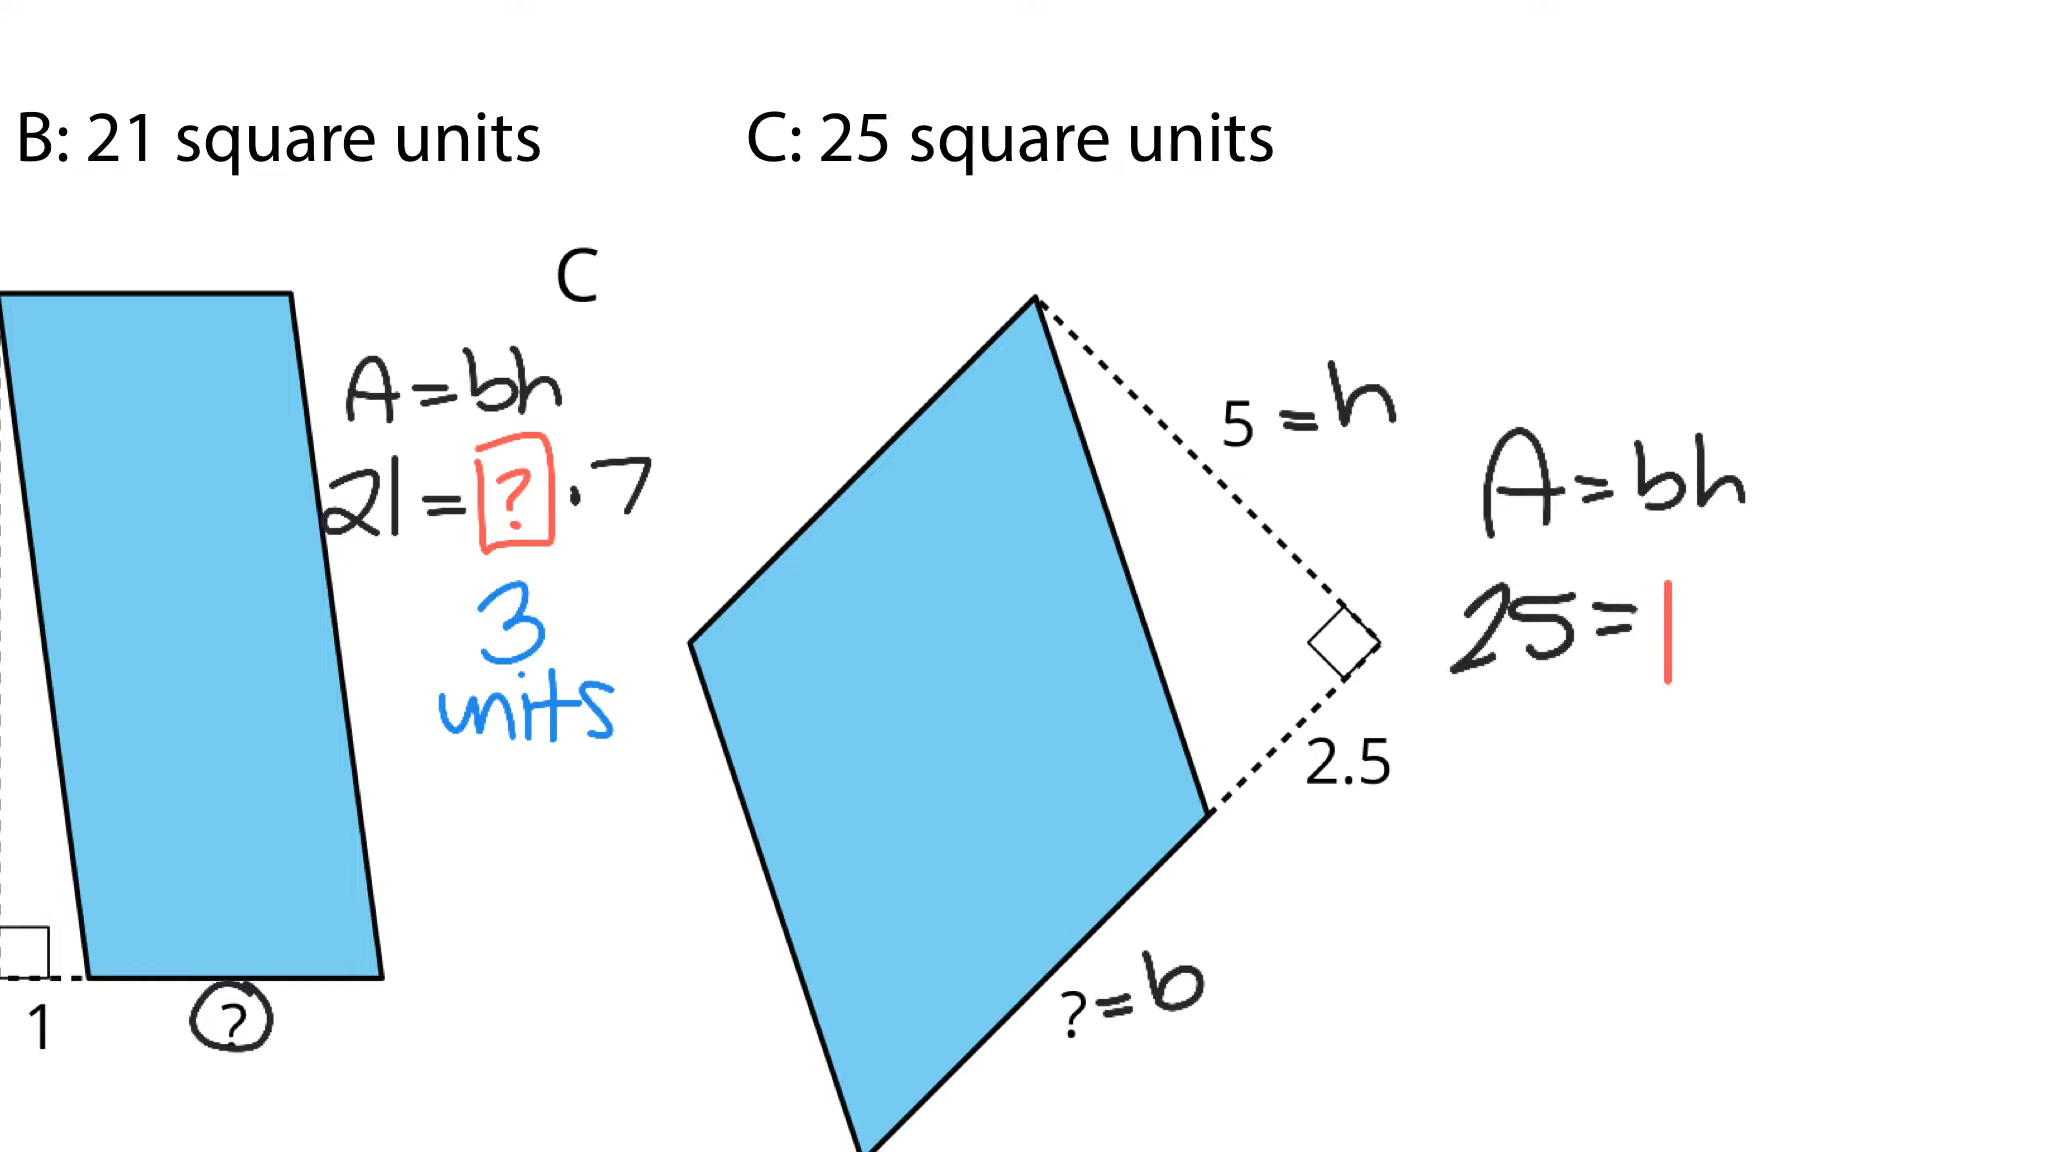 B: 21 square units
C: 25 square units
C
A = bh
21 = ? · 7
3
units
1
?
5 = h
2.5
? = b
A = bh
25 =